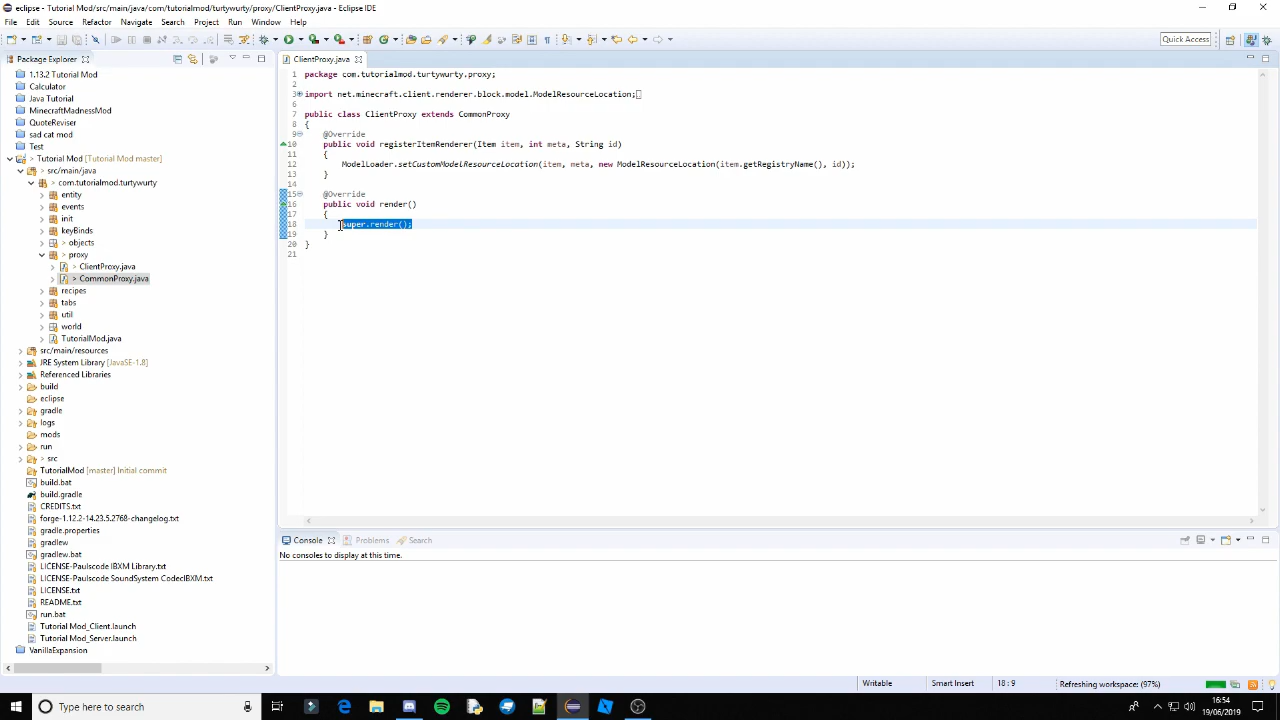 eclipse - Tutorial Mod/src/main/java/com/tutorialmod/turtywurty/proxy/ClientProxy.java - Eclipse IDE
File Edit Source Refactor Navigate Search Project Run Window Help
Quick Access
Package Explorer
1.13.2 Tutorial Mod
Calculator
Java Tutorial
MinecraftMadnessMod
QuoteReviser
sad cat mod
Test
> Tutorial Mod [Tutorial Mod master]
> src/main/java
> com.tutorialmod.turtywurty
entity
events
init
keyBinds
> objects
> proxy
> ClientProxy.java
> CommonProxy.java
recipes
tabs
util
world
TutorialMod.java
src/main/resources
JRE System Library [JavaSE-1.8]
Referenced Libraries
build
eclipse
gradle
logs
mods
run
> src
TutorialMod [master] Initial commit
build.bat
build.gradle
CREDITS.txt
forge-1.12.2-14.23.5.2768-changelog.txt
gradle.properties
gradlew
gradlew.bat
LICENSE-Paulscode IBXM Library.txt
LICENSE-Paulscode SoundSystem CodecIBXM.txt
LICENSE.txt
README.txt
run.bat
Tutorial Mod_Client.launch
Tutorial Mod_Server.launch
VanillaExpansion
ClientProxy.java
1 package com.tutorialmod.turtywurty.proxy;
2
3 import net.minecraft.client.renderer.block.model.ModelResourceLocation;
6
7 public class ClientProxy extends CommonProxy
8 {
9 @Override
10 public void registerItemRenderer(Item item, int meta, String id)
11 {
12 ModelLoader.setCustomModelResourceLocation(item, meta, new ModelResourceLocation(item.getRegistryName(), id));
13 }
14
15 @Override
16 public void render()
17 {
18 super.render();
19 }
20 }
21
Console Problems Search
No consoles to display at this time.
Writable Smart Insert 18 : 9 Refreshing workspace: (97%)
Type here to search
16:54
19/06/2019